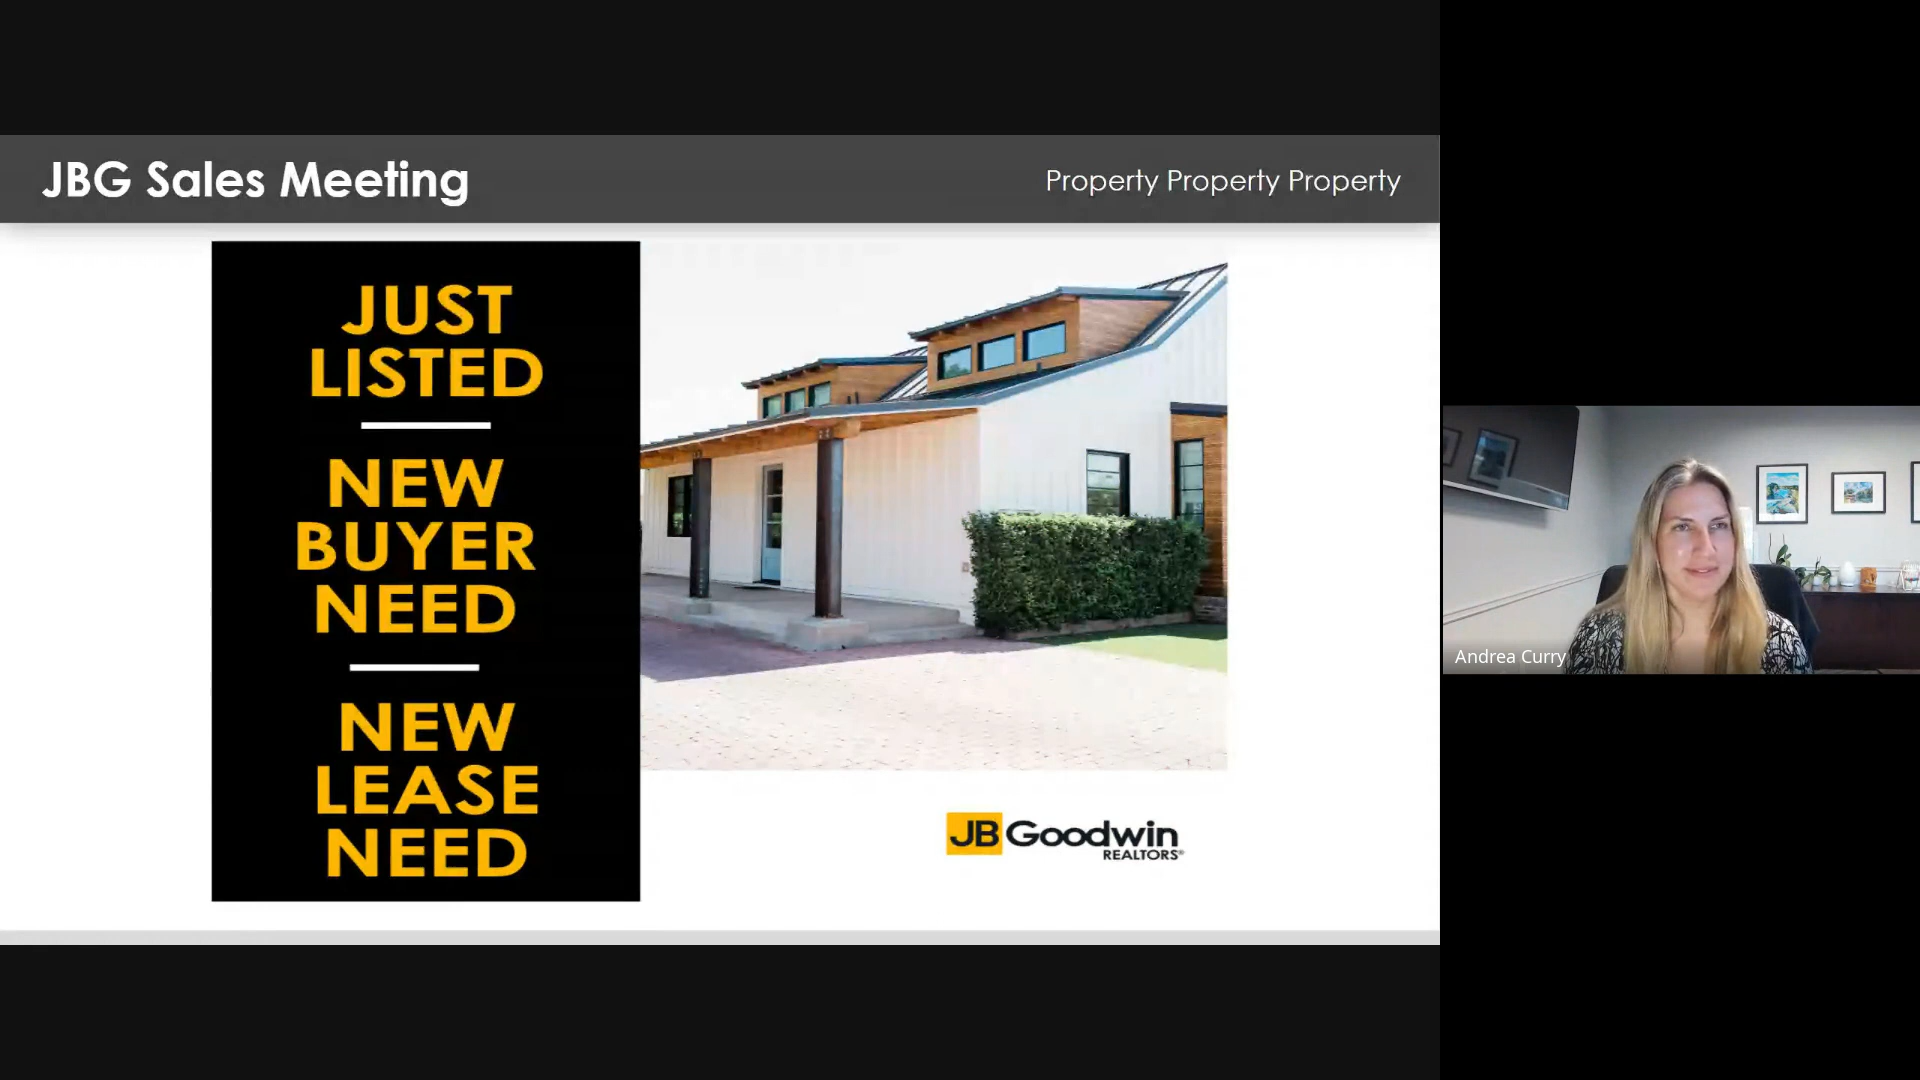 JBG Sales Meeting
Property Property Property
JUST
LISTED
NEW
BUYER
NEED
NEW
LEASE
NEED
JB Goodwin
REALTORS®
Andrea Curry